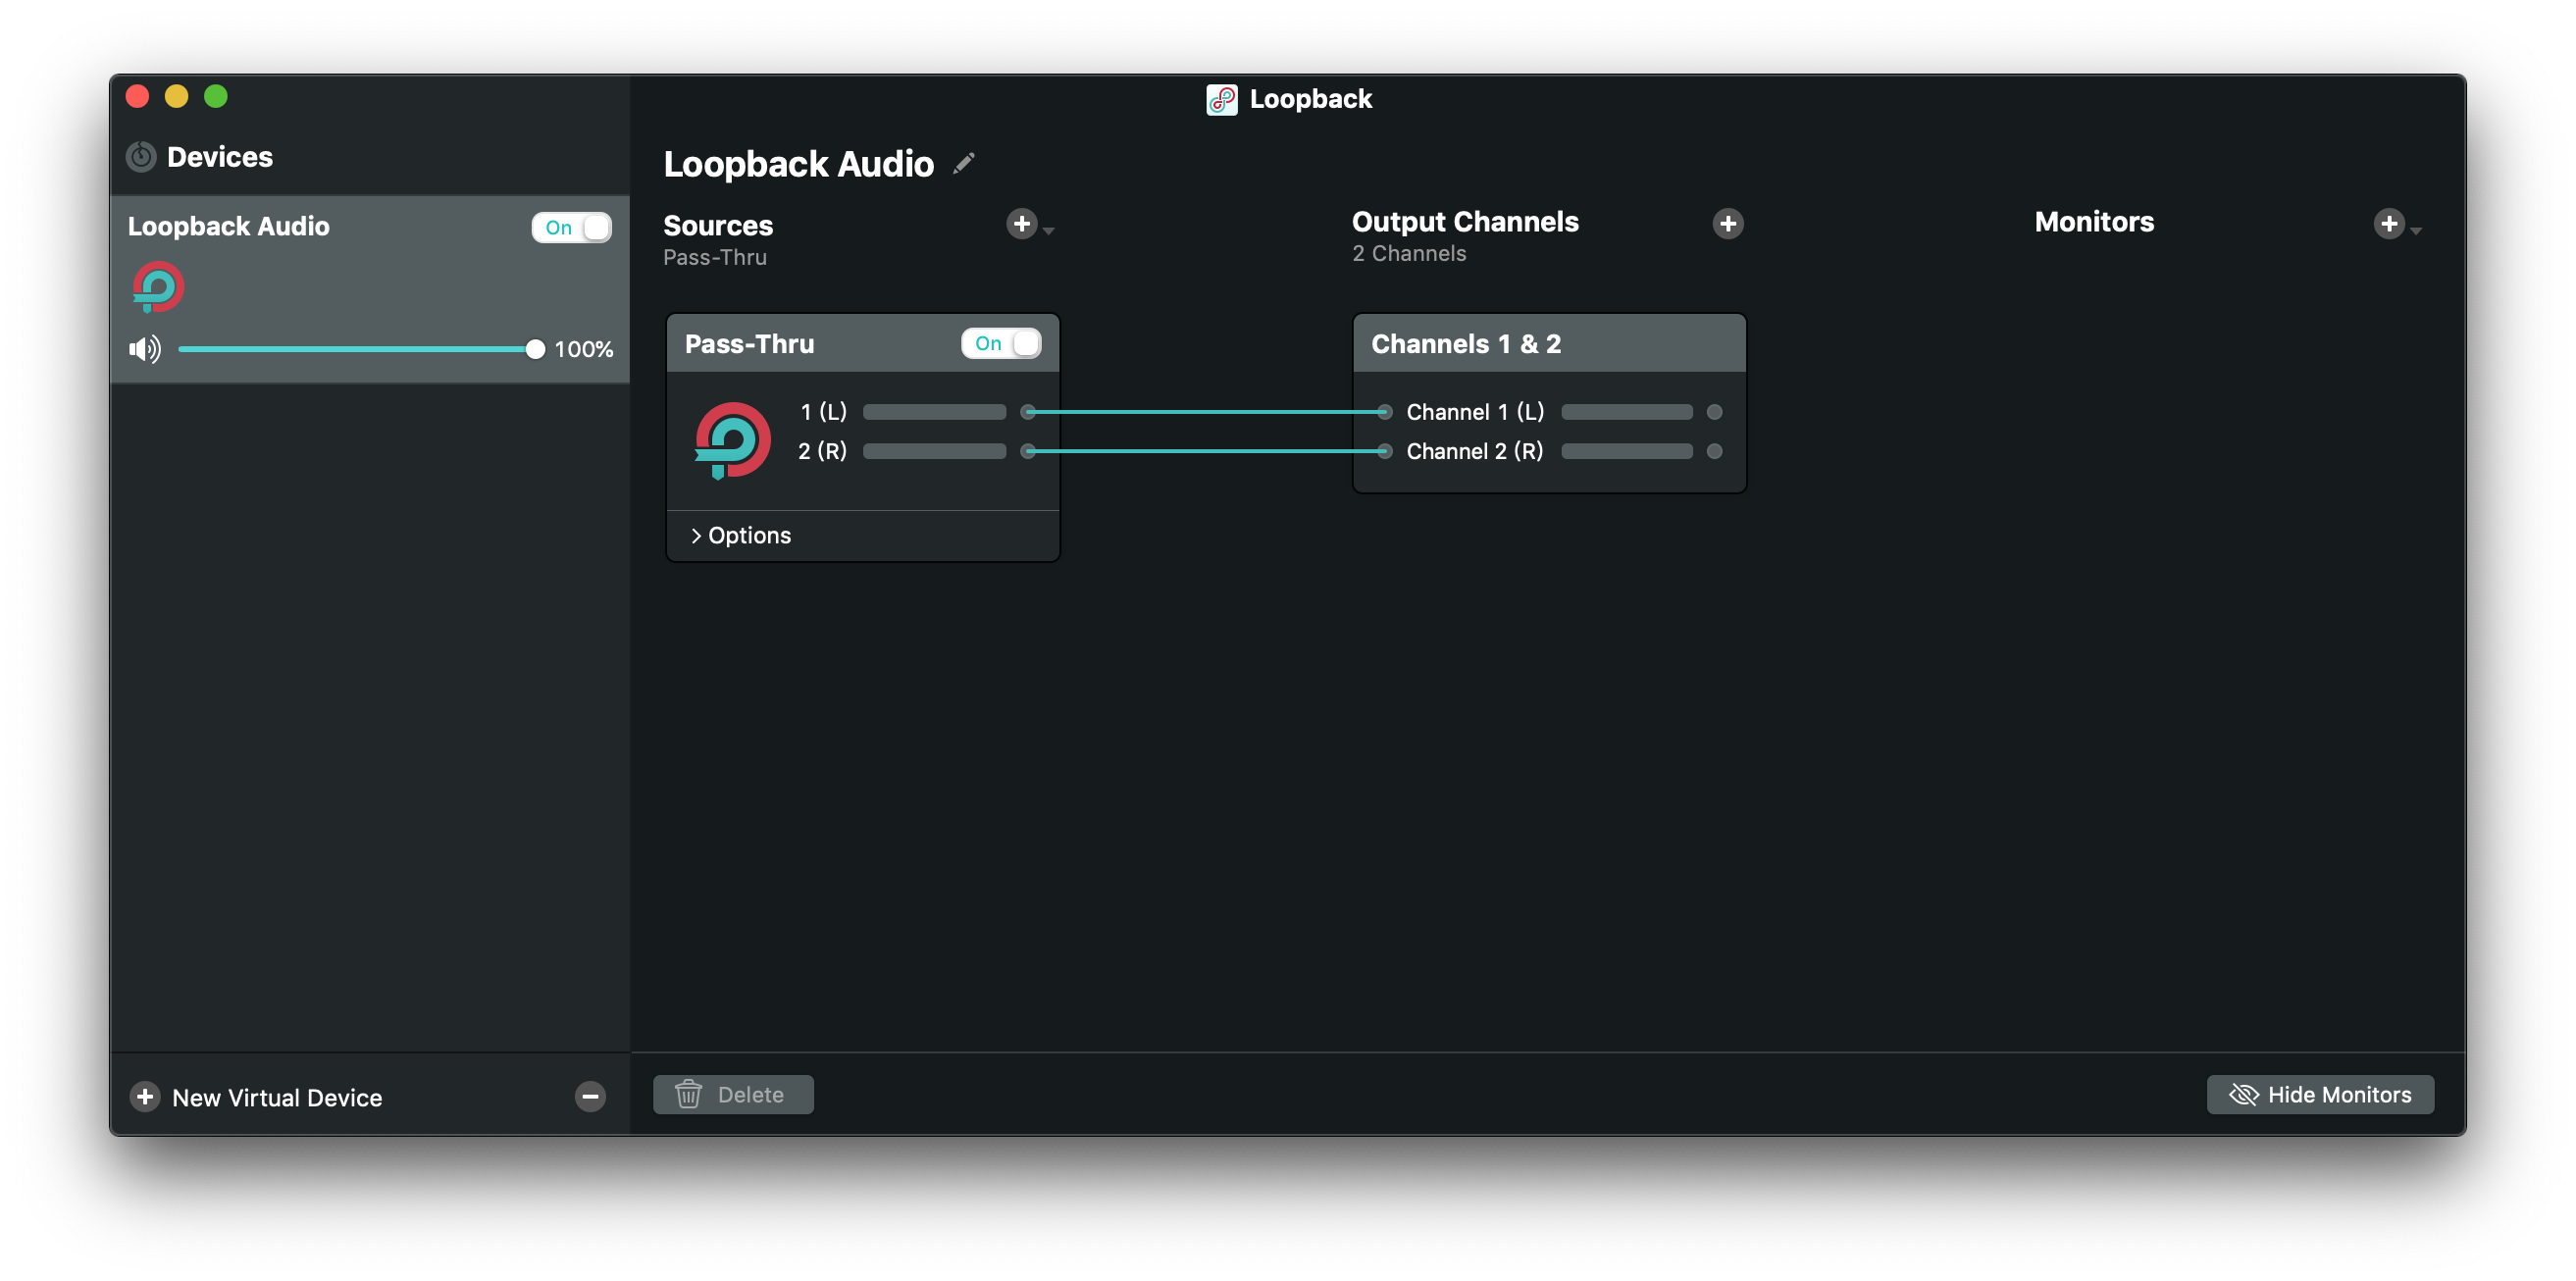 Loopback
Devices
Loopback Audio
On
100%
New Virtual Device
Loopback Audio
Sources
Pass-Thru
Pass-Thru
On
1 (L)
2 (R)
Options
Output Channels
2 Channels
Channels 1 & 2
Channel 1 (L)
Channel 2 (R)
Monitors
Delete
Hide Monitors